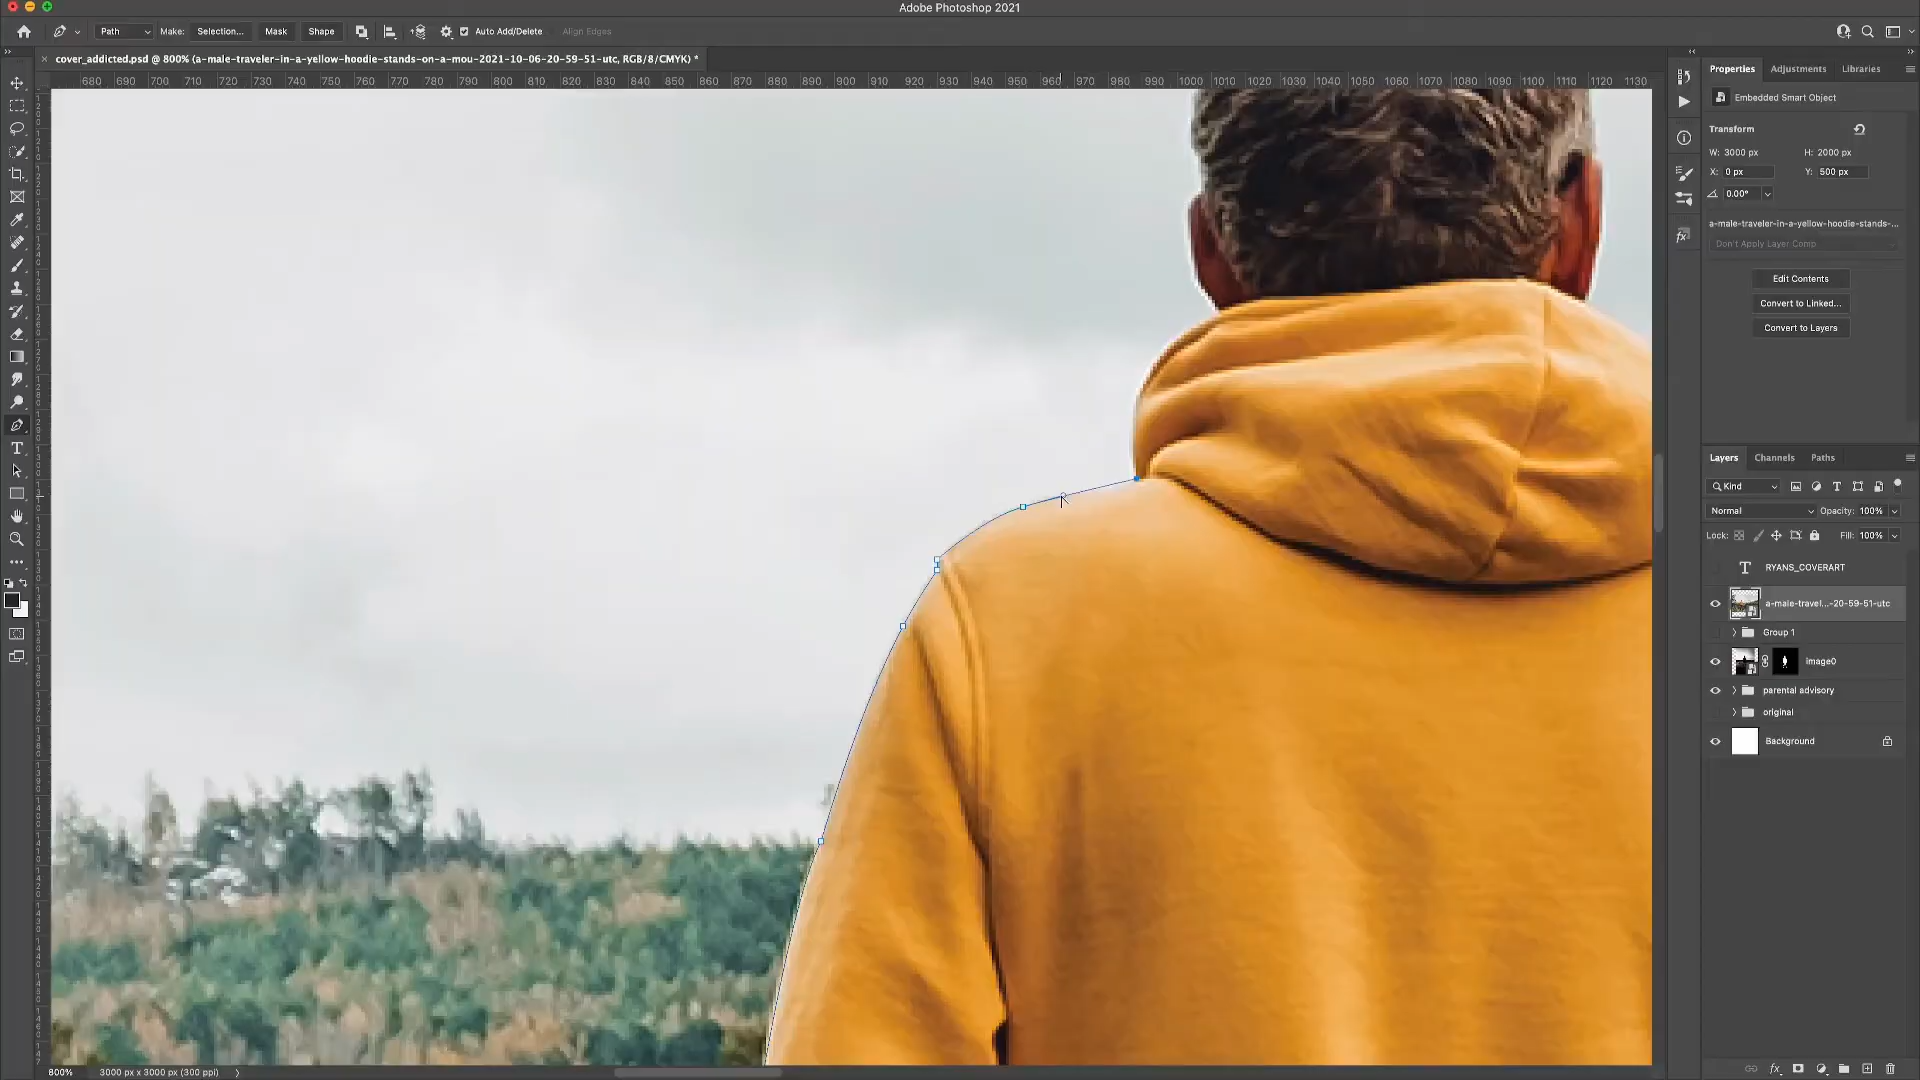 Adobe Photoshop 2021
Path Make: Selection... Mask Shape Auto Add/Delete Align Edges
cover_addicted.psd @ 800% (a-male-traveler-in-a-yellow-hoodie-stands-on-a-mou-2021-10-06-20-59-51-utc, RGB/8/CMYK) *
680 690 700 710 720 730 740 750 760 770 780 790 800 810 820 830 840 850 860 870 880 890 900 910 920 930 940 950 960 970 980 990 1000 1010 1020 1030 1040 1050 1060 1070 1080 1090 1100 1110 1120 1130
Properties Adjustments Libraries
Embedded Smart Object
Transform
W: 3000 px H: 2000 px
X: 0 px Y: 500 px
0.00°
a-male-traveler-in-a-yellow-hoodie-stands-...
Don't Apply Layer Comp
Edit Contents
Convert to Linked...
Convert to Layers
Layers Channels Paths
Kind
Normal Opacity: 100%
Lock: Fill: 100%
T RYANS_COVERART
a-male-travel...-20-59-51-utc
Group 1
image0
parental advisory
original
Background
fx
800% 3000 px x 3000 px (300 ppi)